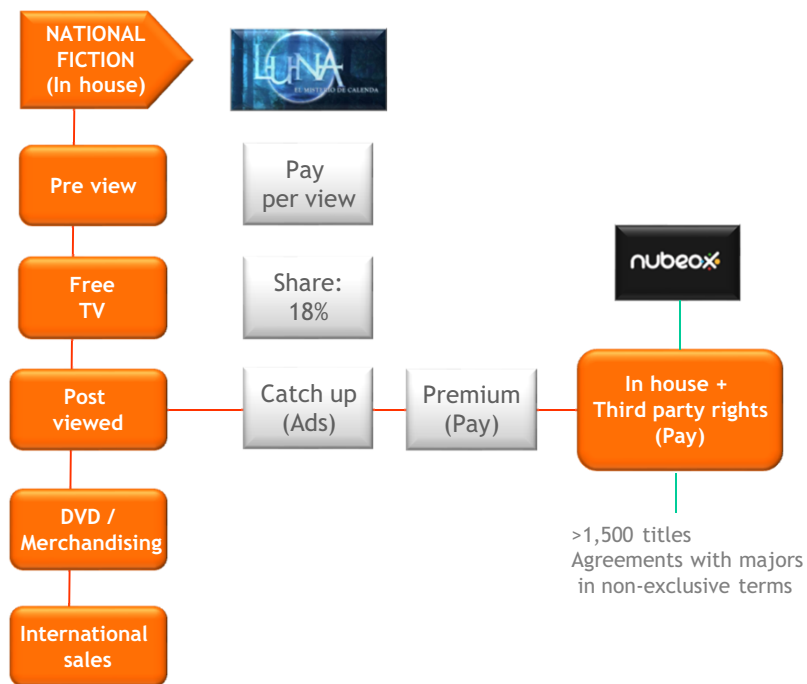 NATIONAL
FICTION
(In house)
LUNA
EL MISTERIO DE CALENDA
Pre view
Pay
per view
nubeox
Free
TV
Share:
18%
Post
viewed
Catch up
(Ads)
Premium
(Pay)
In house +
Third party rights
(Pay)
DVD /
Merchandising
>1,500 titles
Agreements with majors
in non-exclusive terms
International
sales